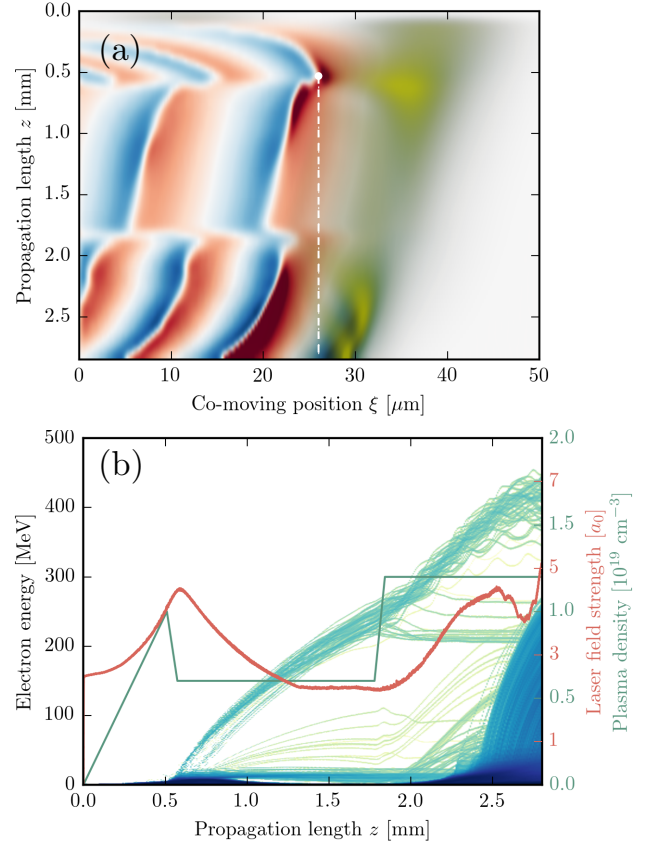 (a)
Propagation length z [mm]
0.0
0.5
1.0
1.5
2.0
2.5
0 10 20 30 40 50
Co-moving position ξ [μm]
(b)
Electron energy [MeV]
500
400
300
200
100
0
0.0 0.5 1.0 1.5 2.0 2.5
Propagation length z [mm]
7
5
3
1
Laser field strength [a₀]
2.0
1.5
1.0
0.5
0.0
Plasma density [10¹⁹ cm⁻³]